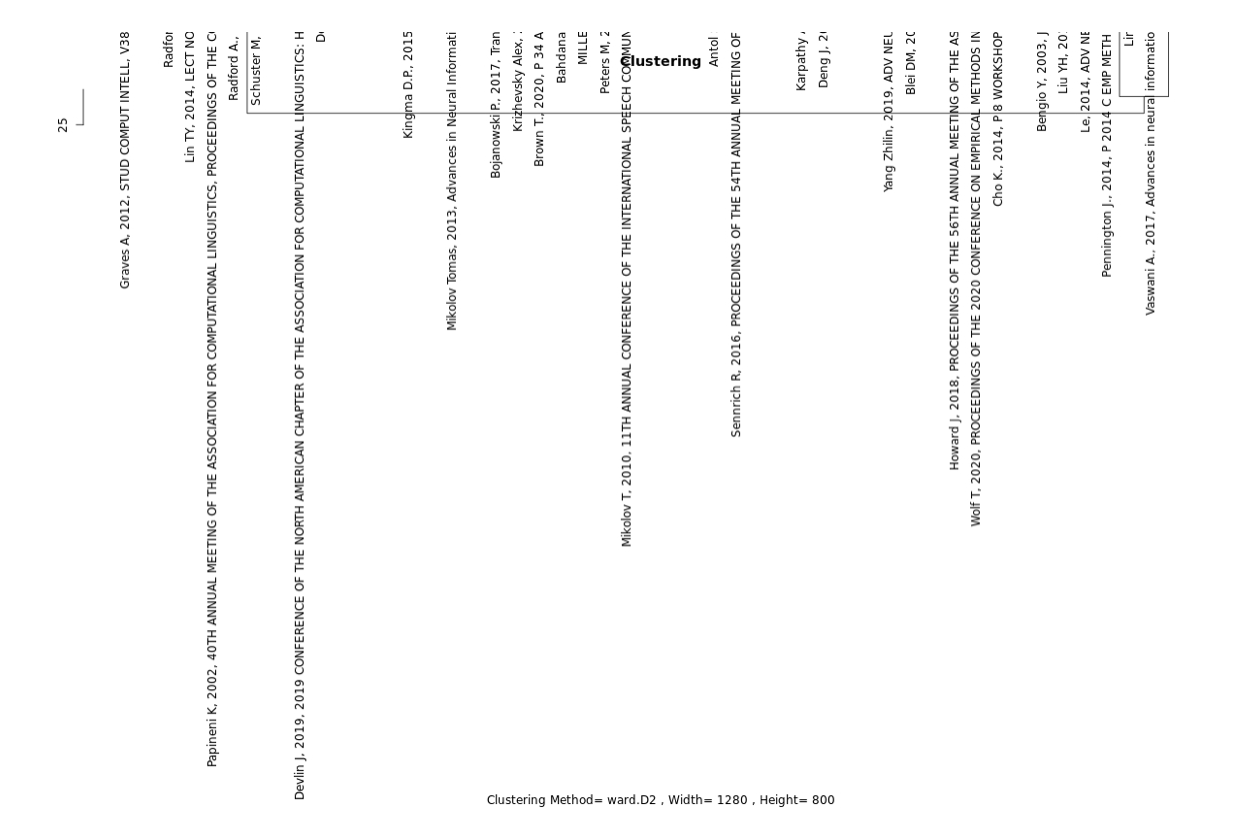 Clustering
25
Graves A, 2012, STUD COMPUT INTELL, V38
Radfor
Lin TY, 2014, LECT NO
Papineni K, 2002, 40TH ANNUAL MEETING OF THE ASSOCIATION FOR COMPUTATIONAL LINGUISTICS, PROCEEDINGS OF THE
Radford A.,
Schuster M,
Devlin J, 2019, 2019 CONFERENCE OF THE NORTH AMERICAN CHAPTER OF THE ASSOCIATION FOR COMPUTATIONAL LINGUISTICS: H
Kingma D.P., 2015
Mikolov Tomas, 2013, Advances in Neural Informati
Bojanowski P., 2017, Tran
Krizhevsky Alex,
Brown T., 2020, P 34 A
Bahdana
MILLE
Peters M,
Mikolov T, 2010, 11TH ANNUAL CONFERENCE OF THE INTERNATIONAL SPEECH COMMUN
Antol
Sennrich R, 2016, PROCEEDINGS OF THE 54TH ANNUAL MEETING OF
Karpathy
Deng J,
Yang Zhilin, 2019, ADV NEU
Blei DM,
Howard J, 2018, PROCEEDINGS OF THE 56TH ANNUAL MEETING OF THE AS
Wolf T, 2020, PROCEEDINGS OF THE 2020 CONFERENCE ON EMPIRICAL METHODS IN
Cho K., 2014, P 8 WORKSHOP
Bengio Y, 2003, J
Liu YH,
Le, 2014, ADV NE
Pennington J., 2014, P 2014 C EMP METH
Vaswani A., 2017, Advances in neural informatio
Clustering Method= ward.D2 , Width= 1280 , Height= 800